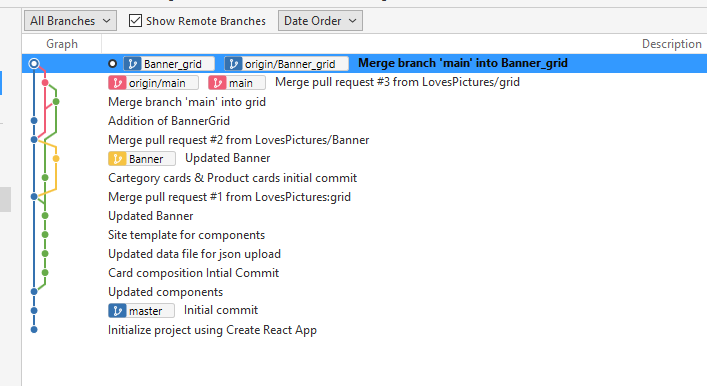 All Branches Show Remote Branches Date Order
Graph Description
Banner_grid origin/Banner_grid Merge branch 'main' into Banner_grid
origin/main main Merge pull request #3 from LovesPictures/grid
Merge branch 'main' into grid
Addition of BannerGrid
Merge pull request #2 from LovesPictures/Banner
Banner Updated Banner
Cartegory cards & Product cards initial commit
Merge pull request #1 from LovesPictures:grid
Updated Banner
Site template for components
Updated data file for json upload
Card composition Intial Commit
Updated components
master Initial commit
Initialize project using Create React App